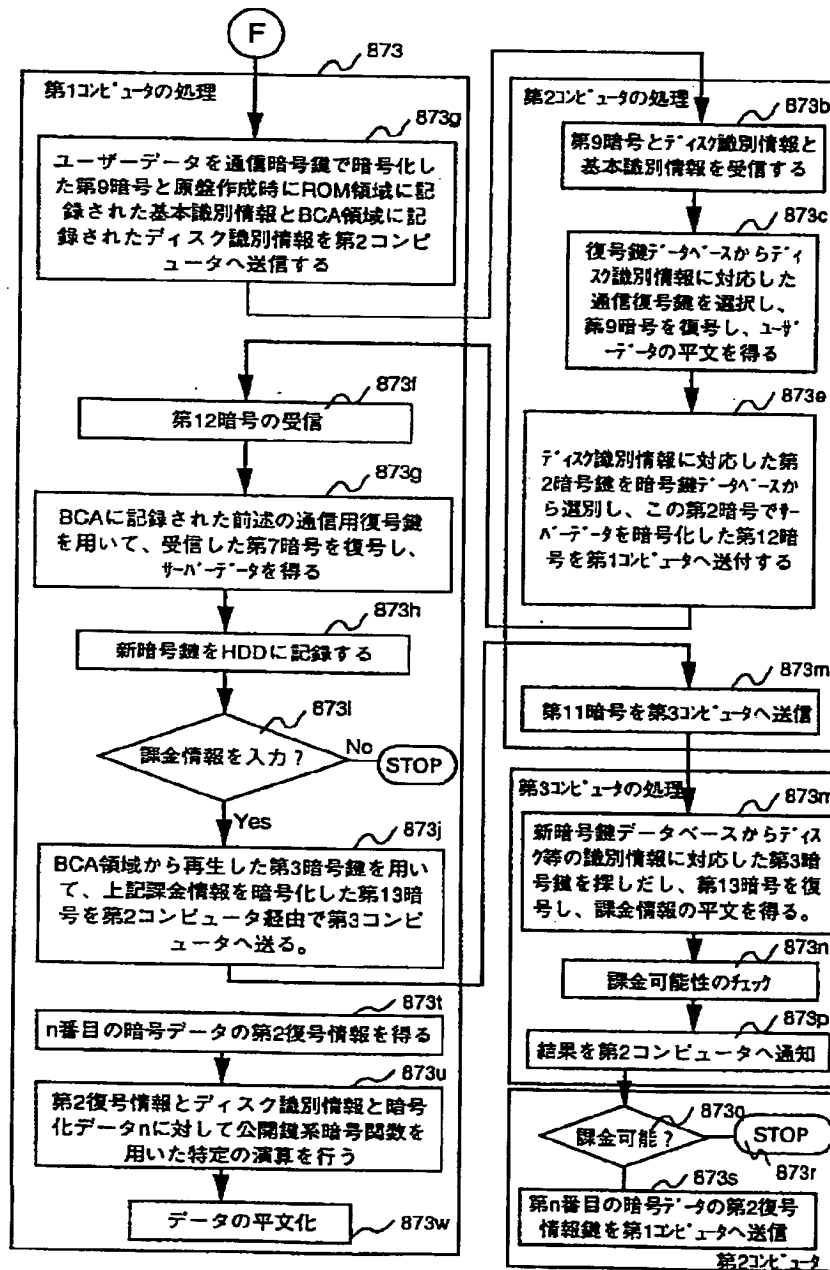 F
873
第1コンピュータの処理
873g
ユーザーデータを通信暗号鍵で暗号化し
た第9暗号と原盤作成時にROM領域に記
録された基本識別情報とBCA領域に記
録されたディスク識別情報を第2コンピ
ュータへ送信する
873f
第12暗号の受信
873g
BCAに記録された前述の通信用復号鍵
を用いて、受信した第7暗号を復号し、
サーバーデータを得る
873h
新暗号鍵をHDDに記録する
873i
課金情報を入力?
No
STOP
Yes
873j
BCA領域から再生した第3暗号鍵を用い
て、上記課金情報を暗号化した第13暗
号を第2コンピュータ経由で第3コンピ
ュータへ送る。
873t
n番目の暗号データの第2復号情報を得る
873u
第2復号情報とディスク識別情報と暗号
化データnに対して公開鍵系暗号関数を
用いた特定の演算を行う
データの平文化
873w
第2コンピュータの処理
873b
第9暗号とディスク識別情報と
基本識別情報を受信する
873c
復号鍵データベースからディ
スク識別情報に対応した
通信復号鍵を選択し、
第9暗号を復号し、ユーザ
ーデータの平文を得る
873e
ディスク識別情報に対応した第
2暗号鍵を暗号鍵データベースか
ら選別し、この第2暗号でサー
バーデータを暗号化した第12暗
号を第1コンピュータへ送付する
873m
第11暗号を第3コンピュータへ送信
第3コンピュータの処理
873m
新暗号鍵データベースからディス
ク等の識別情報に対応した第3暗
号鍵を探しだし、第13暗号を復
号し、課金情報の平文を得る。
873n
課金可能性のチェック
873p
結果を第2コンピュータへ通知
873q
課金可能?
STOP
873r
873s
第n番目の暗号データの第2復号
情報鍵を第1コンピュータへ送信
第2コンピュータ